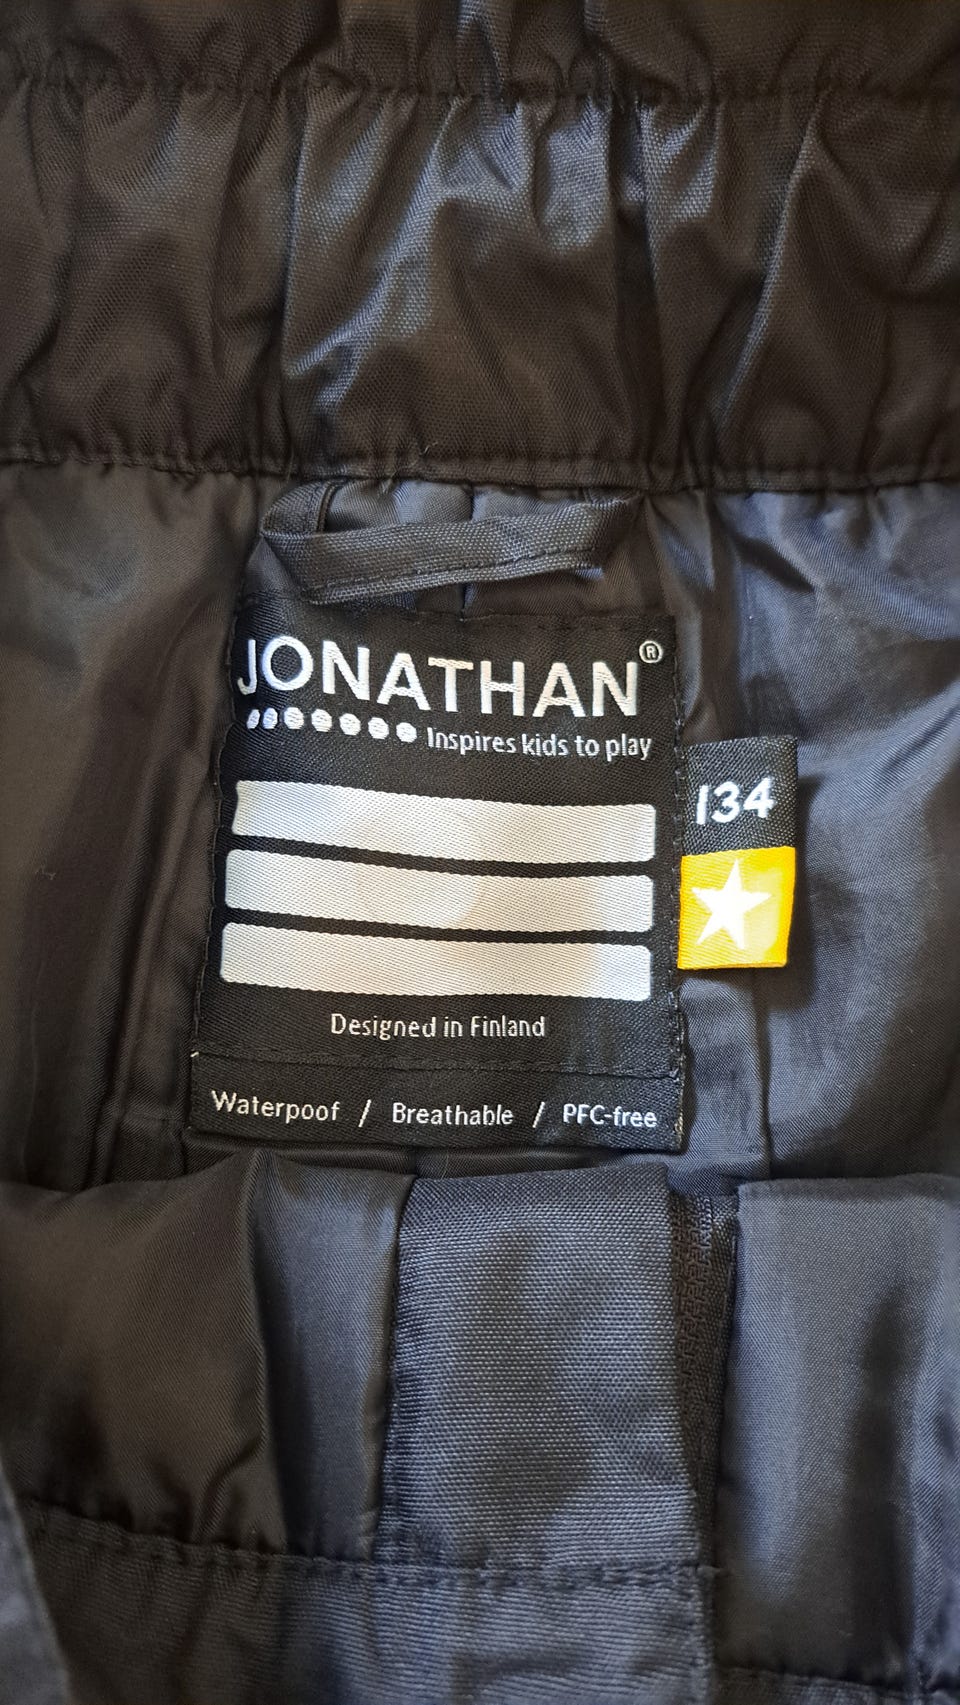 JONATHAN®
Inspires kids to play
134
Designed in Finland
Waterpoof / Breathable / PFC-free